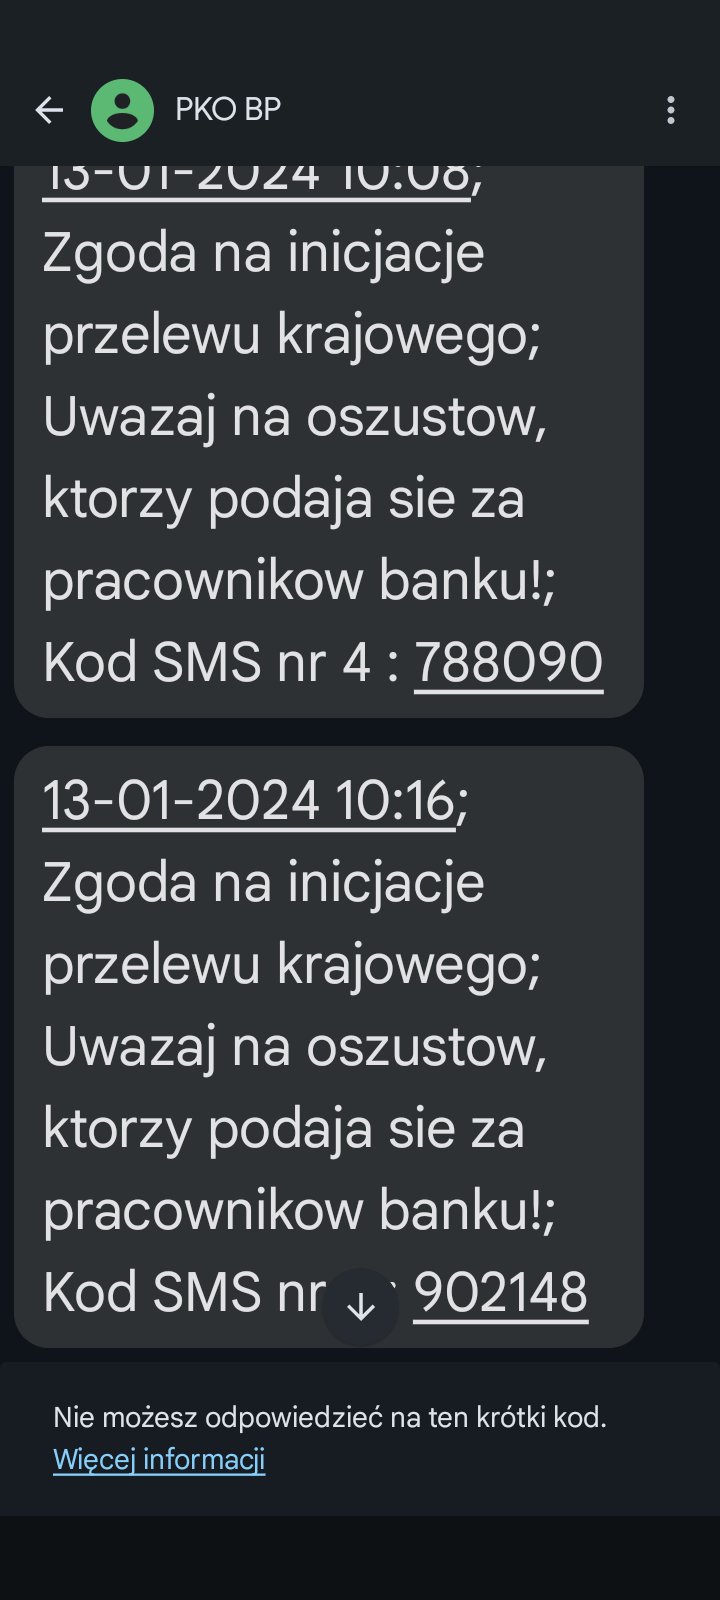 PKO BP
13-01-2024 10:08;
Zgoda na inicjacje
przelewu krajowego;
Uwazaj na oszustow,
ktorzy podaja sie za
pracownikow banku!;
Kod SMS nr 4 : 788090
13-01-2024 10:16;
Zgoda na inicjacje
przelewu krajowego;
Uwazaj na oszustow,
ktorzy podaja sie za
pracownikow banku!;
Kod SMS nr : 902148
Nie możesz odpowiedzieć na ten krótki kod.
Więcej informacji